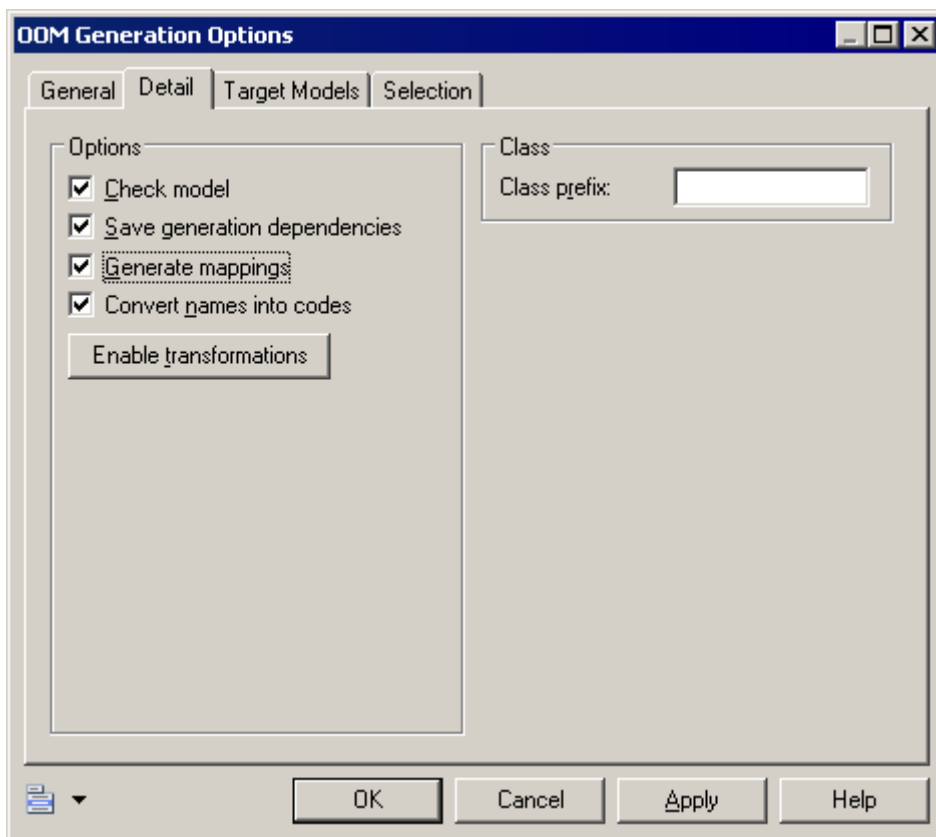 OOM Generation Options
General Detail Target Models Selection
Options
Check model
Save generation dependencies
Generate mappings
Convert names into codes
Enable transformations
Class
Class prefix:
OK Cancel Apply Help